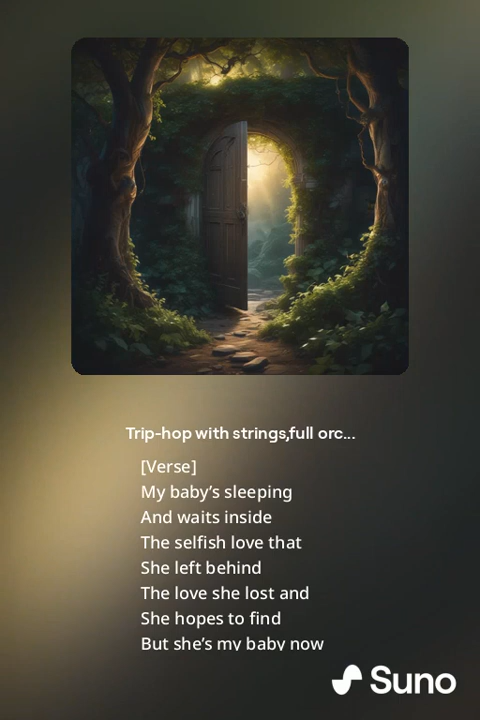 Trip-hop with strings,full orc...
[Verse]
My baby’s sleeping
And waits inside
The selfish love that
She left behind
The love she lost and
She hopes to find
But she’s my baby now
Suno